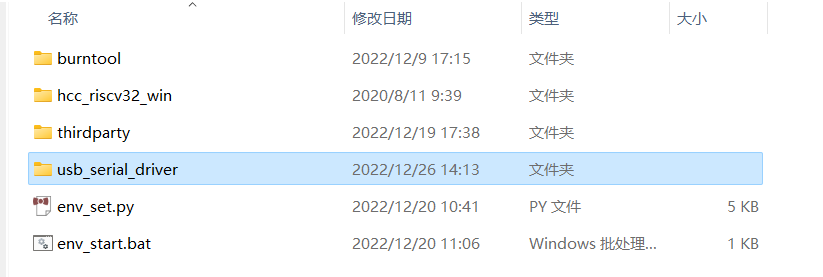 名称 修改日期 类型 大小
burntool 2022/12/9 17:15 文件夹
hcc_riscv32_win 2020/8/11 9:39 文件夹
thirdparty 2022/12/19 17:38 文件夹
usb_serial_driver 2022/12/26 14:13 文件夹
env_set.py 2022/12/20 10:41 PY 文件 5 KB
env_start.bat 2022/12/20 11:06 Windows 批处理... 1 KB